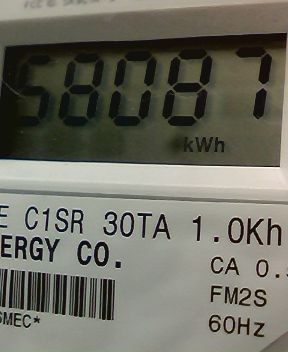 58087
kWh
E C1SR 30TA 1.0Kh
ERGY CO.
CA 0.
FM2S
60Hz
SMEC*